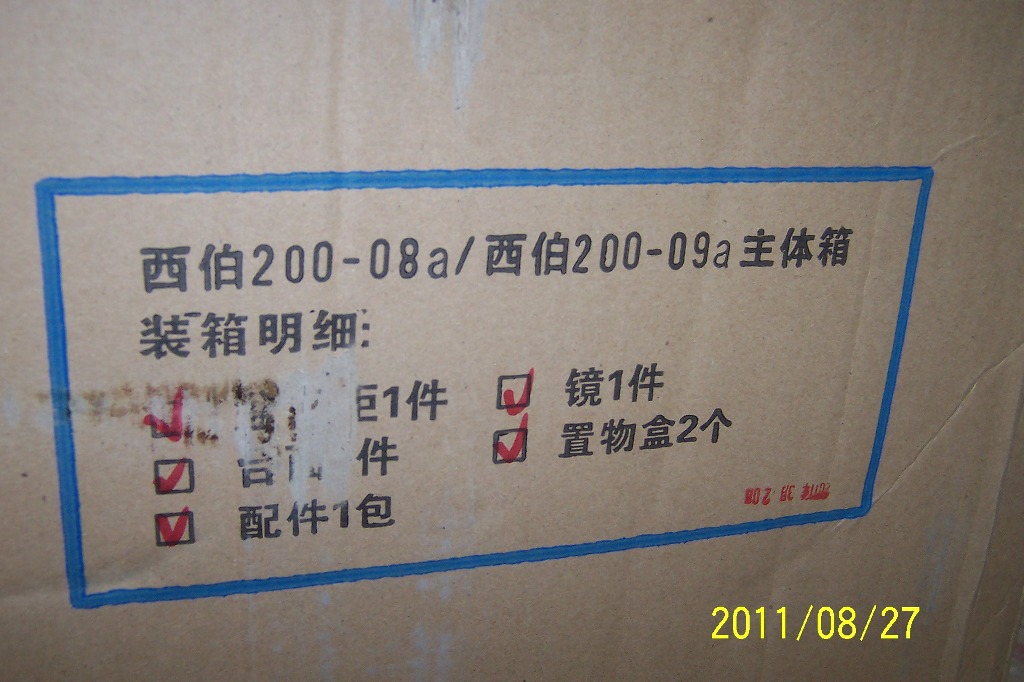 西伯200-08a/西伯200-09a主体箱
装箱明细:
柜1件 镜1件
台 件 置物盒2个
配件1包
2011/08/27